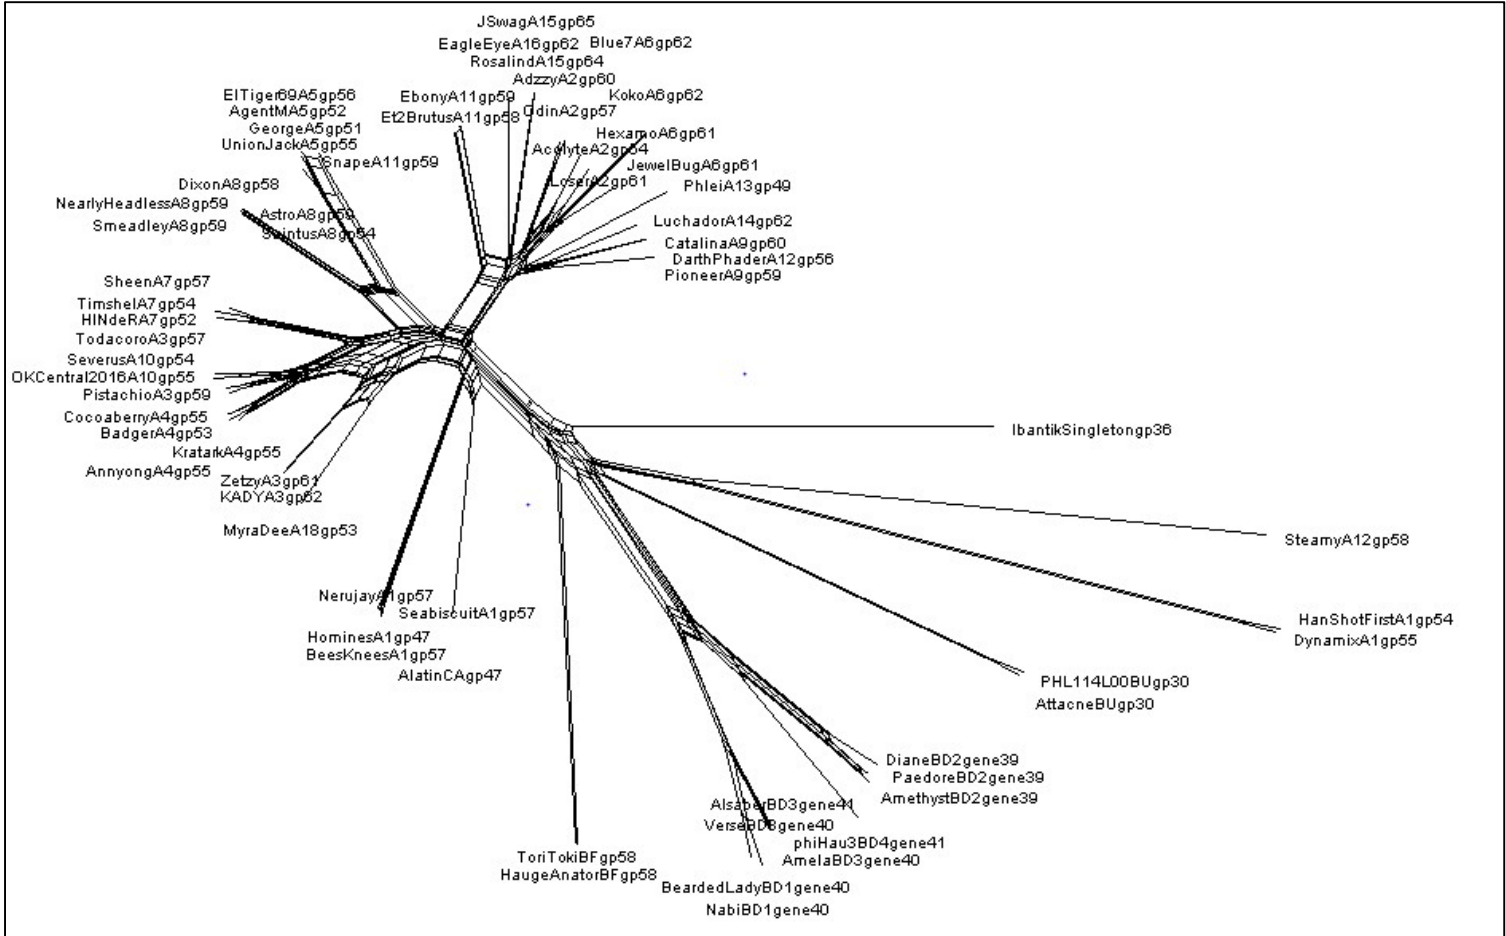 JSwagA15gp65
EagleEyeA16gp62 Blue7A6gp62
RosalindA15gp64
AdzzyA2gp60
ElTiger69A5gp56
EbonyA11gp59
KokoA6gp62
AgentMA5gp52
Et2BrutusA11gp58
OdinA2gp57
GeorgeA5gp51
HexamoA6gp61
UnionJackA5gp55
AcolyteA2gp54
SnapeA11gp59
JewelBugA6gp61
DixonA8gp58
LoserA2gp61
PhleiA13gp49
NearlyHeadlessA8gp59
AstroA8gp59
SmeadleyA8gp59
SaintusA8gp54
LuchadorA14gp62
CatalinaA9gp60
DarthPhaderA12gp56
PioneerA9gp59
SheenA7gp57
TimshelA7gp54
HINdeRA7gp52
TodacoroA3gp57
SeverusA10gp54
OKCentral2016A10gp55
PistachioA3gp59
CocoaberryA4gp55
BadgerA4gp53
KratarkA4gp55
AnnyongA4gp55
ZetzyA3gp61
KADYA3gp62
MyraDeeA18gp53
IbantikSingletongp36
SteamyA12gp58
NerujayA1gp57
SeabiscuitA1gp57
HanShotFirstA1gp54
DynamixA1gp55
HominesA1gp47
BeesKneesA1gp57
AlatinCAgp47
PHL114L00BUgp30
AttacneBUgp30
DianeBD2gene39
PaedoreBD2gene39
AmethystBD2gene39
AlsaberBD3gene41
VerseBD3gene40
phiHau3BD4gene41
AmelaBD3gene40
ToriTokiBFgp58
HaugeAnatorBFgp58
BeardedLadyBD1gene40
NabiBD1gene40